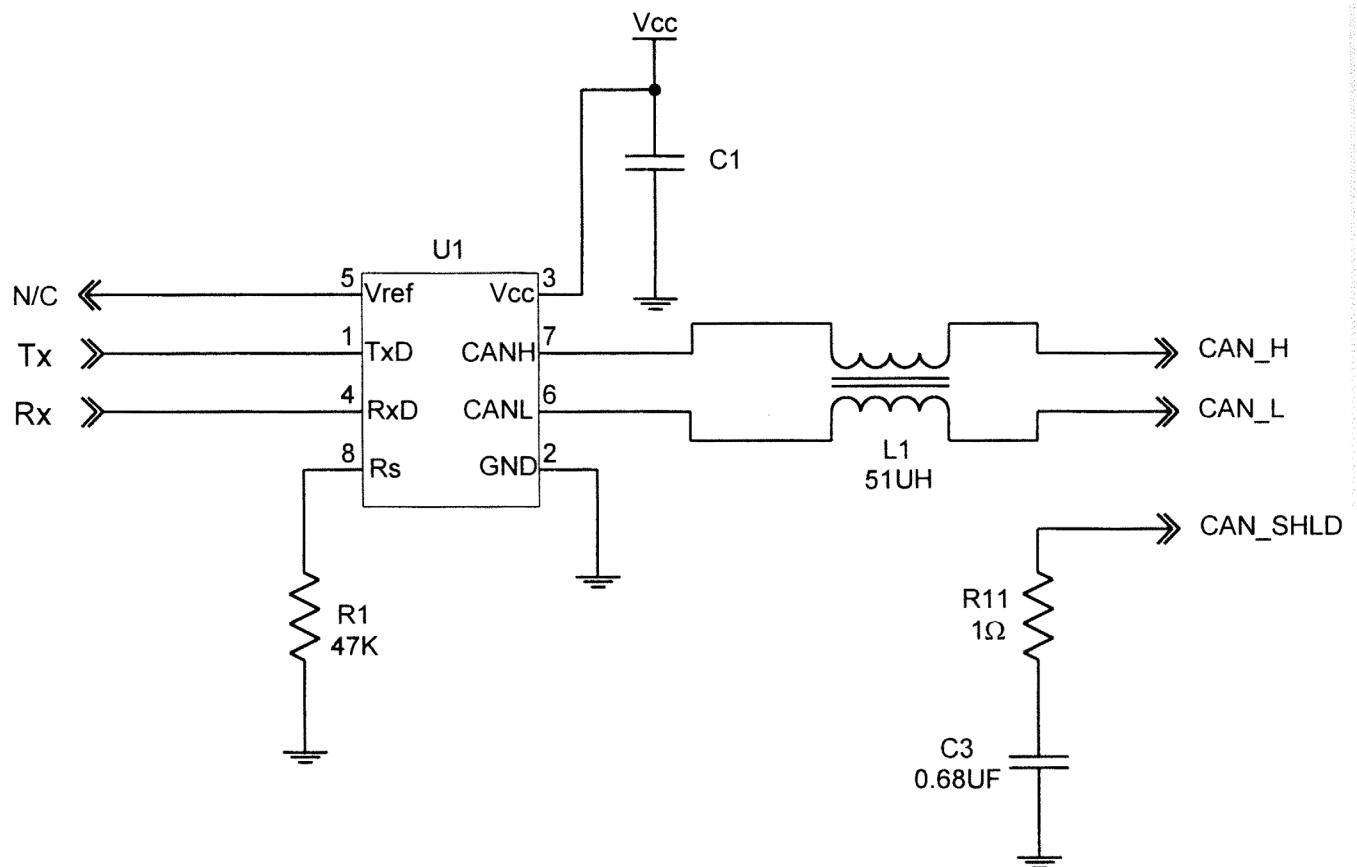 Vcc
C1
U1
N/C
5
Vref
Vcc
3
Tx
1
TxD
CANH
7
CAN_H
Rx
4
RxD
CANL
6
CAN_L
8
Rs
GND
2
L1
51UH
CAN_SHLD
R1
47K
R11
1Ω
C3
0.68UF